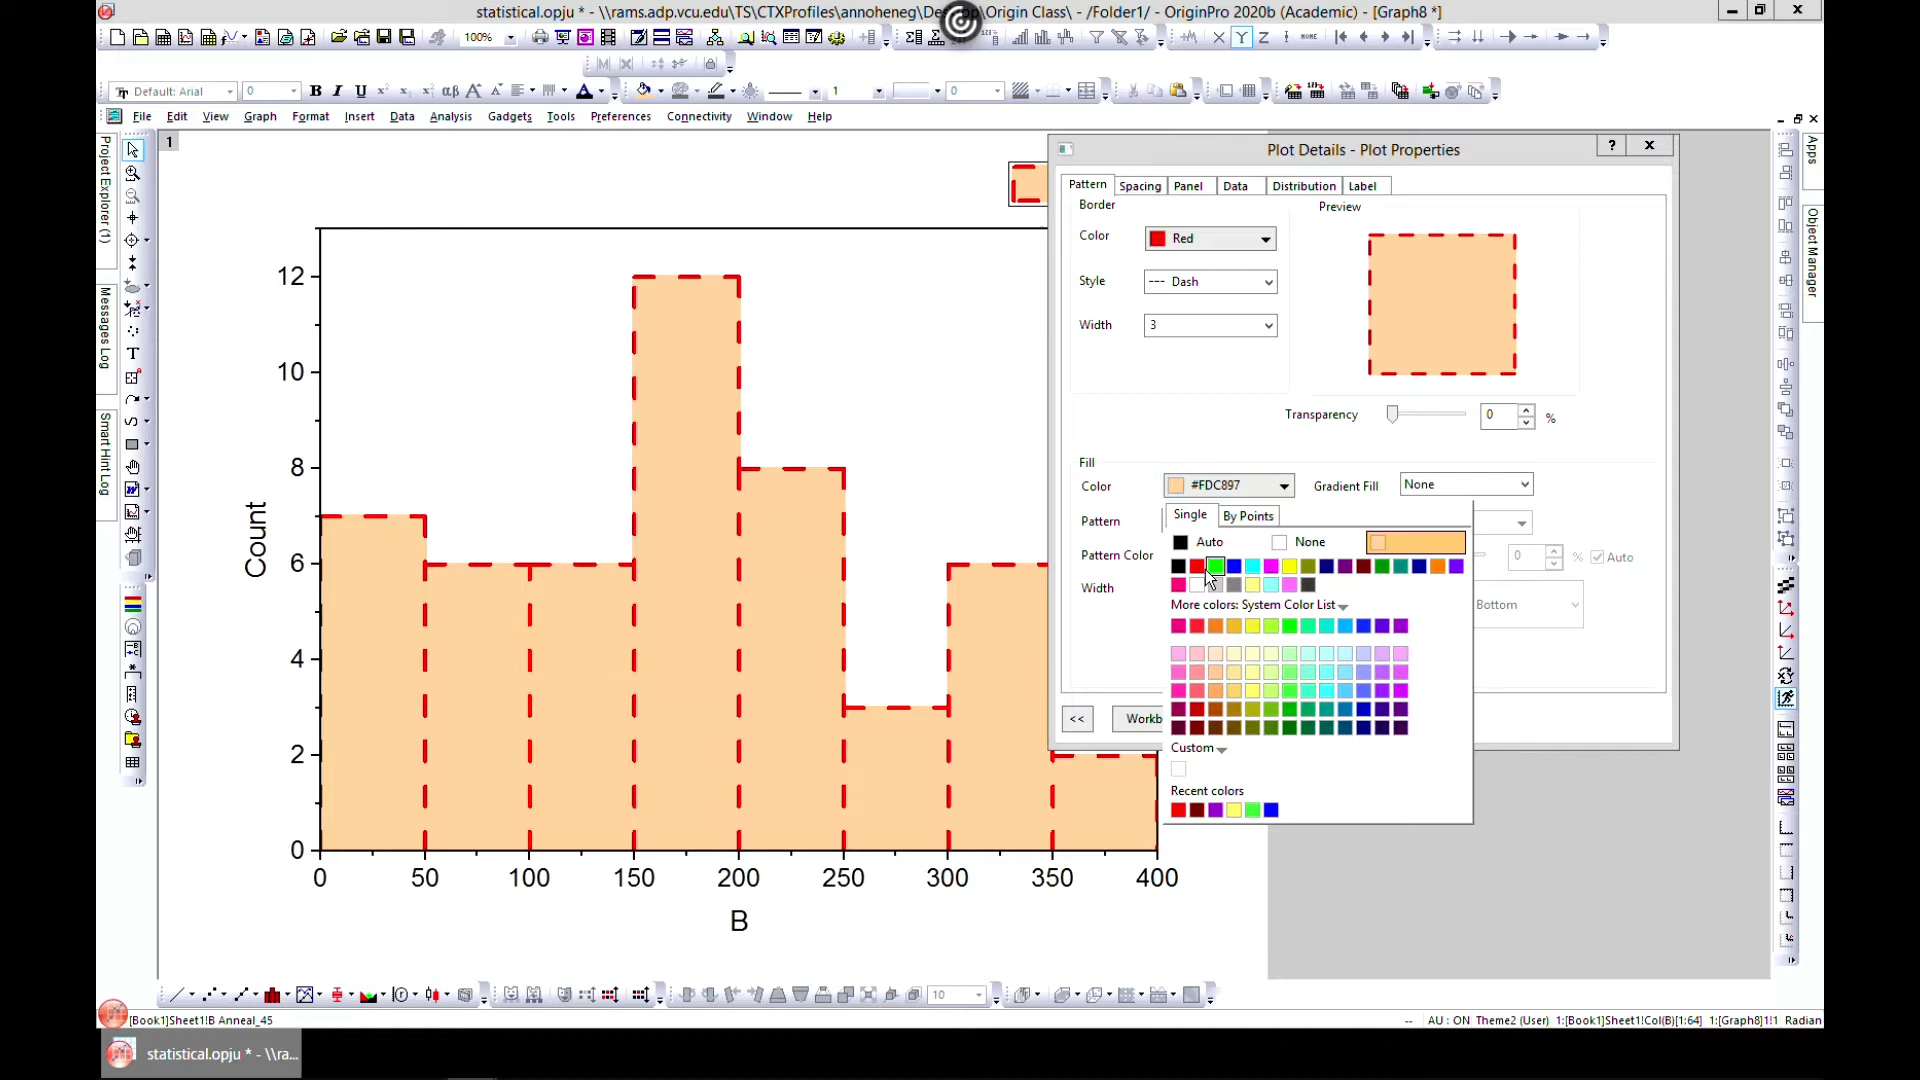 statistical.opju * - \\rams.adp.vcu.edu\TS\CTXProfiles\annoheneg\De
p\Origin Class\ - /Folder1/ - OriginPro 2020b (Academic) - [Graph8 *]
100%
Y
Z
HOME
Default: Arial
0
B
I
U
αβ
A
1
0
File Edit View Graph Format Insert Data Analysis Gadgets Tools Preferences Connectivity Window Help
1
Project Explorer (1)
Messages Log
Smart Hint Log
Apps
Object Manager
Plot Details - Plot Properties
?
Pattern Spacing Panel Data Distribution Label
Border
Preview
Color Red
Style --- Dash
Width 3
Transparency 0 %
Fill
Color #FDC897 Gradient Fill None
Pattern
Pattern Color
Width
0 % Auto
Bottom
Single By Points
Auto None
More colors: System Color List
Custom
Recent colors
<< Workb
12
10
8
6
4
2
0
Count
0 50 100 150 200 250 300 350 400
B
10
[Book1]Sheet1!B Anneal_45
-- AU : ON Theme2 (User) 1:[Book1]Sheet1!Col(B)[1:64] 1:[Graph8]1!1 Radian
statistical.opju * - \\ra...